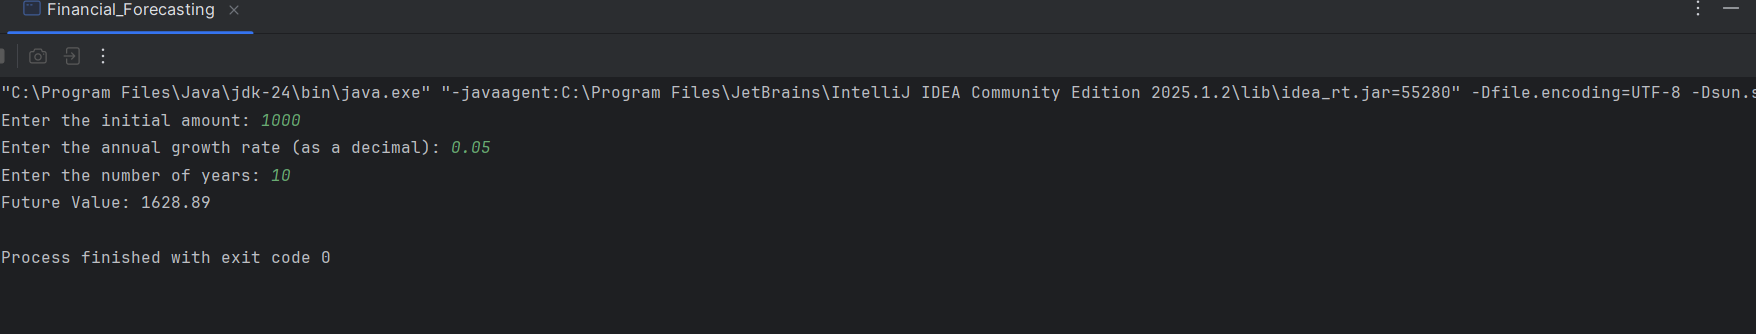 Financial_Forecasting
"C:\Program Files\Java\jdk-24\bin\java.exe" "-javaagent:C:\Program Files\JetBrains\IntelliJ IDEA Community Edition 2025.1.2\lib\idea_rt.jar=55280" -Dfile.encoding=UTF-8 -Dsun.s
Enter the initial amount: 1000
Enter the annual growth rate (as a decimal): 0.05
Enter the number of years: 10
Future Value: 1628.89
Process finished with exit code 0